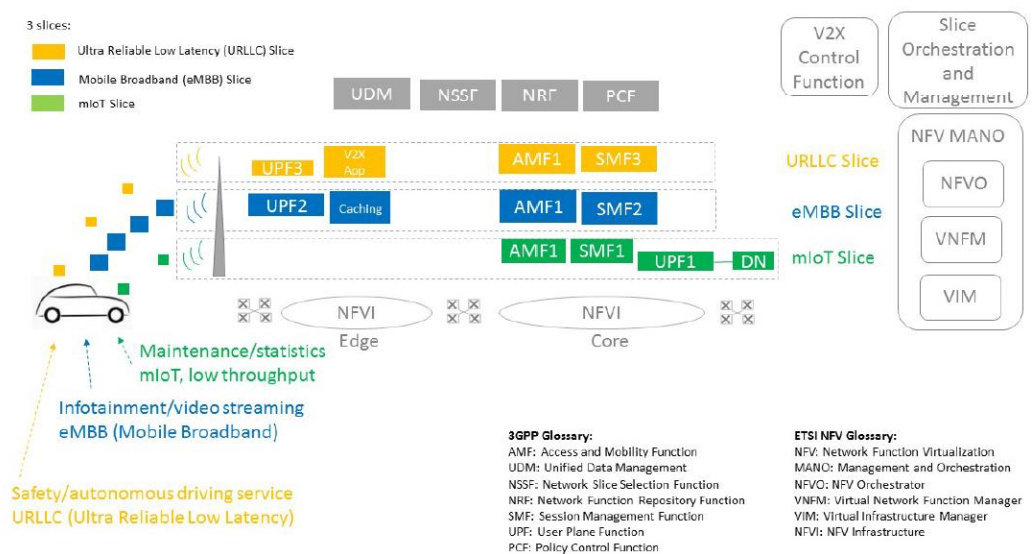 3 slices:
Ultra Reliable Low Latency (URLLC) Slice
Mobile Broadband (eMBB) Slice
mIoT Slice
UDM
NSSF
NRF
PCF
V2X
Control
Function
Slice
Orchestration
and
Management
UPF3
V2X
App
AMF1
SMF3
URLLC Slice
UPF2
Caching
AMF1
SMF2
eMBB Slice
AMF1
SMF1
UPF1
DN
mIoT Slice
NFV MANO
NFVO
VNFM
VIM
NFVI
Edge
NFVI
Core
Maintenance/statistics
mIoT, low throughput
Infotainment/video streaming
eMBB (Mobile Broadband)
Safety/autonomous driving service
URLLC (Ultra Reliable Low Latency)
3GPP Glossary:
AMF: Access and Mobility Function
UDM: Unified Data Management
NSSF: Network Slice Selection Function
NRF: Network Function Repository Function
SMF: Session Management Function
UPF: User Plane Function
PCF: Policy Control Function
ETSI NFV Glossary:
NFV: Network Function Virtualization
MANO: Management and Orchestration
NFVO: NFV Orchestrator
VNFM: Virtual Network Function Manager
VIM: Virtual Infrastructure Manager
NFVI: NFV Infrastructure